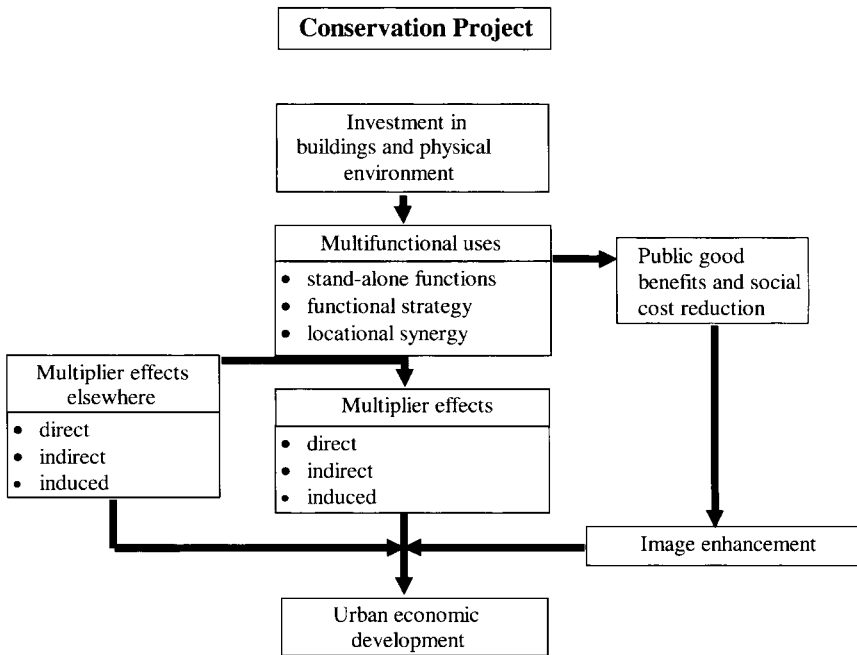 Conservation Project
Investment in
buildings and physical
environment
Multifunctional uses
• stand-alone functions
• functional strategy
• locational synergy
Public good
benefits and social
cost reduction
Multiplier effects
elsewhere
• direct
• indirect
• induced
Multiplier effects
• direct
• indirect
• induced
Image enhancement
Urban economic
development